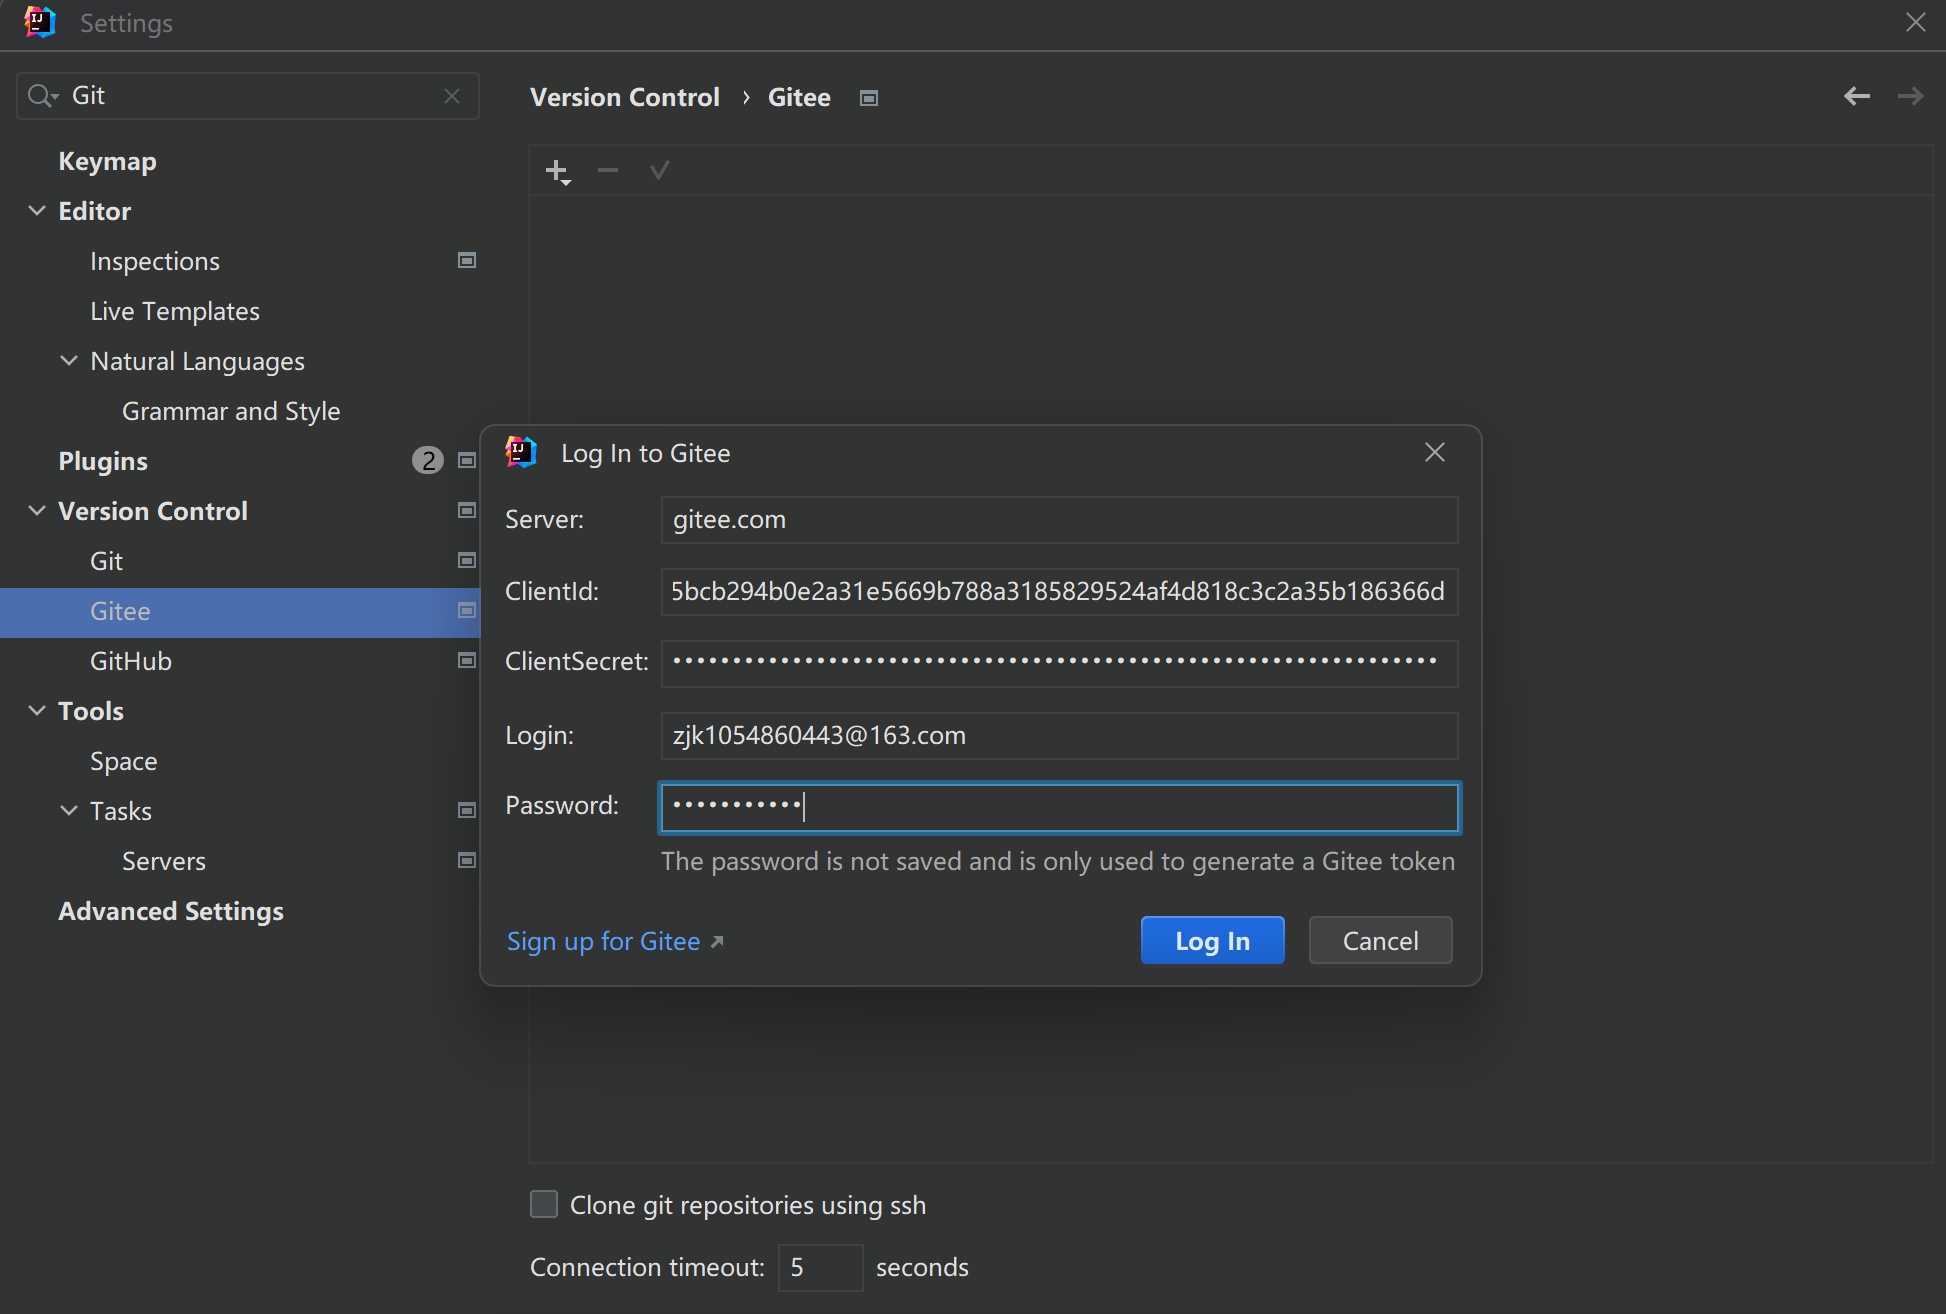 Settings
Git
Version Control › Gitee
Keymap
Editor
Inspections
Live Templates
Natural Languages
Grammar and Style
Plugins 2
Version Control
Git
Gitee
GitHub
Tools
Space
Tasks
Servers
Advanced Settings
Log In to Gitee
Server: gitee.com
ClientId: 5bcb294b0e2a31e5669b788a3185829524af4d818c3c2a35b186366d
ClientSecret:
Login: zjk1054860443@163.com
Password:
The password is not saved and is only used to generate a Gitee token
Sign up for Gitee
Log In Cancel
Clone git repositories using ssh
Connection timeout: 5 seconds